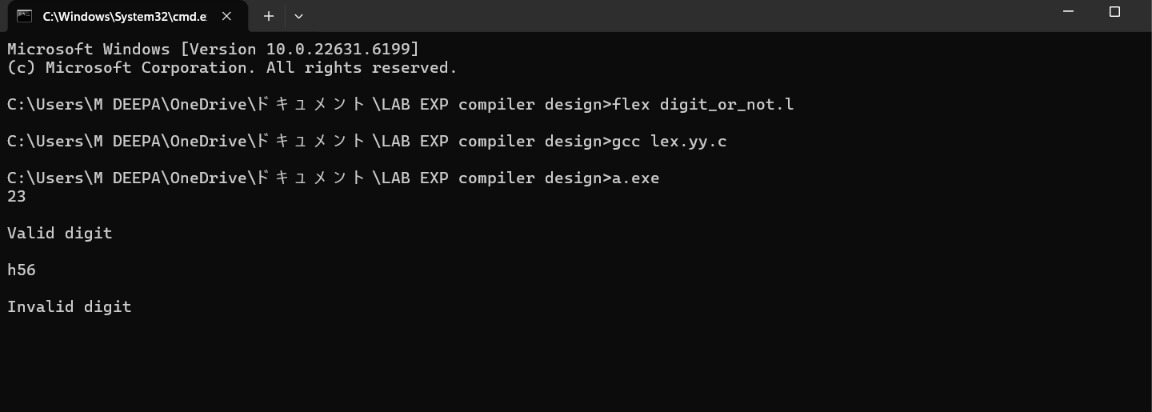 C:\Windows\System32\cmd.e
Microsoft Windows [Version 10.0.22631.6199]
(c) Microsoft Corporation. All rights reserved.
C:\Users\M DEEPA\OneDrive\ドキュメント\LAB EXP compiler design>flex digit_or_not.l
C:\Users\M DEEPA\OneDrive\ドキュメント\LAB EXP compiler design>gcc lex.yy.c
C:\Users\M DEEPA\OneDrive\ドキュメント\LAB EXP compiler design>a.exe
23
Valid digit
h56
Invalid digit